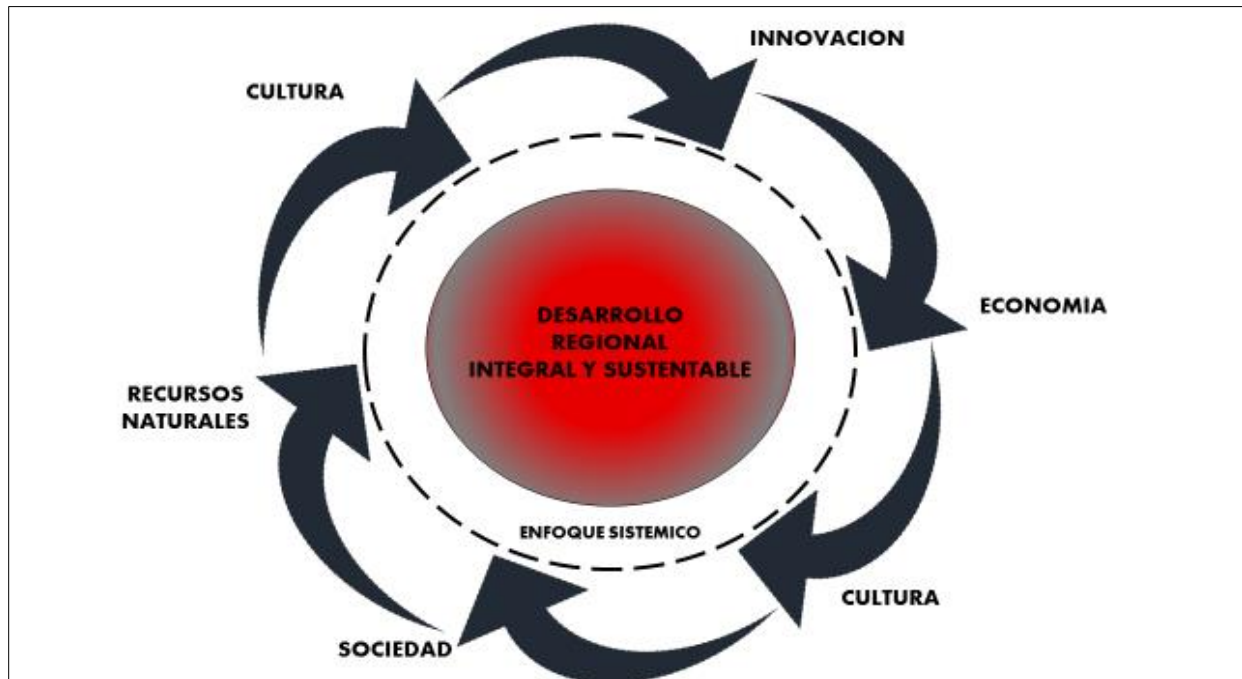 INNOVACION
CULTURA
ECONOMIA
DESARROLLO
REGIONAL
INTEGRAL Y SUSTENTABLE
RECURSOS
NATURALES
ENFOQUE SISTEMICO
CULTURA
SOCIEDAD